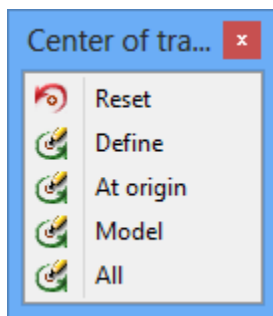 Center of tra...
x
Reset
Define
At origin
Model
All